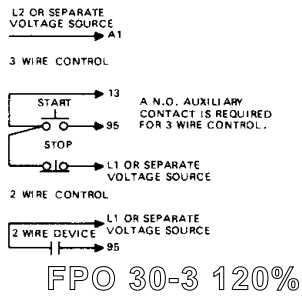 L2 OR SEPARATE
VOLTAGE SOURCE
A1
3 WIRE CONTROL
13
START
A N.O. AUXILIARY
CONTACT IS REQUIRED
FOR 3 WIRE CONTROL.
95
STOP
L1 OR SEPARATE
VOLTAGE SOURCE
2 WIRE CONTROL
L1 OR SEPARATE
VOLTAGE SOURCE
2 WIRE DEVICE
95
FPO 30-3 120%